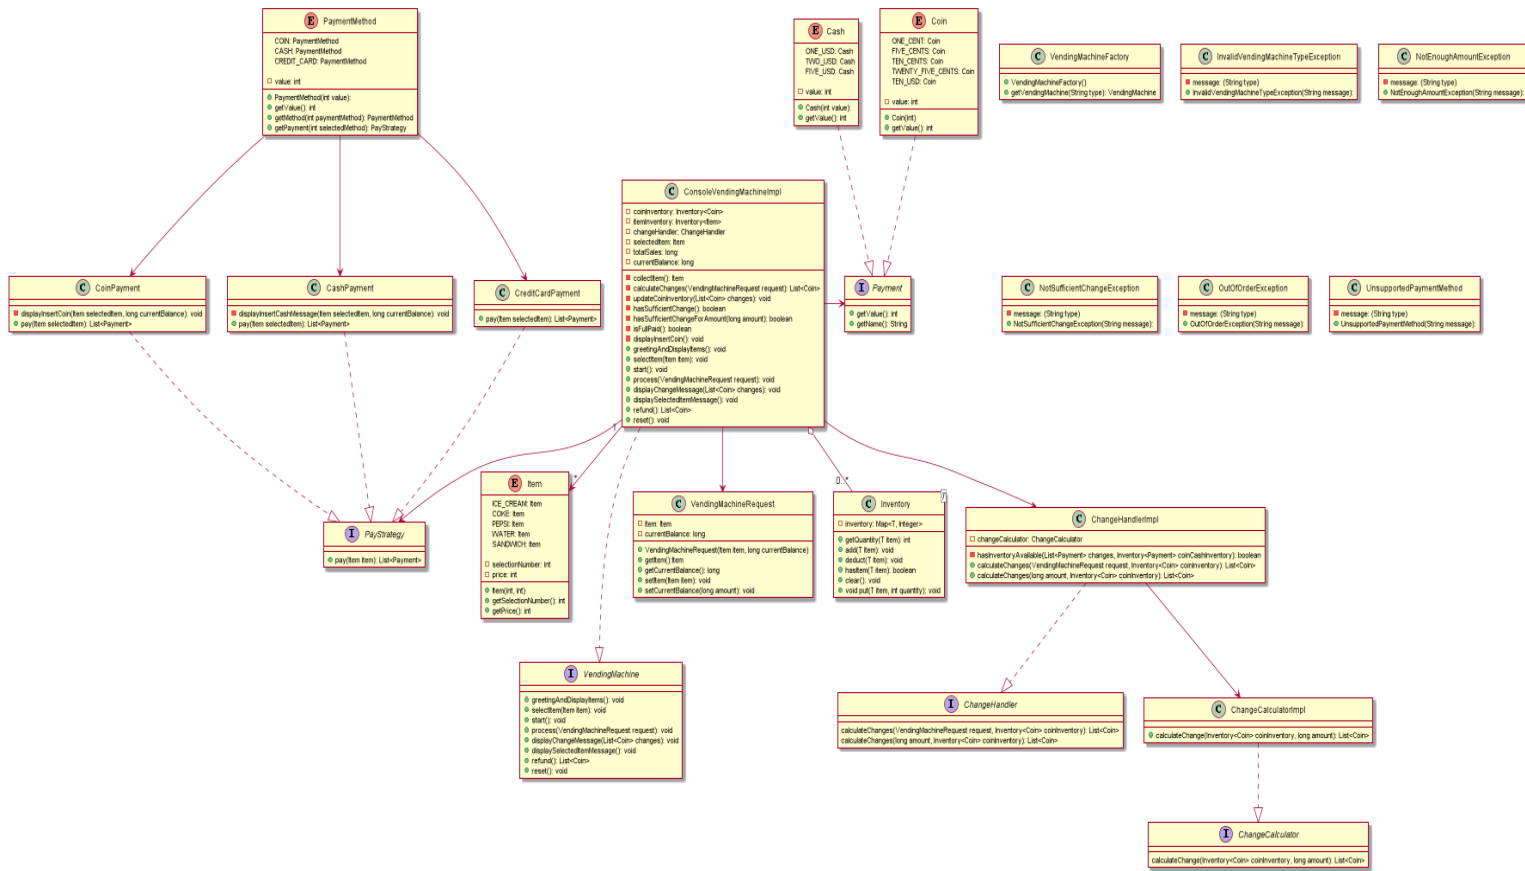 E PaymentMethod
COIN: PaymentMethod
CASH: PaymentMethod
CREDIT_CARD: PaymentMethod
value: int
PaymentMethod(int value):
getValue(): int
getMethod(int paymentMethod): PaymentMethod
getPayment(int selectedMethod): PayStrategy
E Cash
ONE_USD: Cash
TWO_USD: Cash
FIVE_USD: Cash
value: int
Cash(int value):
getValue(): int
E Coin
ONE_CENT: Coin
FIVE_CENTS: Coin
TEN_CENTS: Coin
TWENTY_FIVE_CENTS: Coin
TEN_USD: Coin
value: int
Coin(int)
getValue(): int
C VendingMachineFactory
VendingMachineFactory()
getVendingMachine(String type): VendingMachine
C InvalidVendingMachineTypeException
message: (String type)
InvalidVendingMachineTypeException(String message):
C NotEnoughAmountException
message: (String type)
NotEnoughAmountException(String message):
C ConsoleVendingMachineImpl
coinInventory: Inventory<Coin>
itemInventory: Inventory<Item>
changeHandler: ChangeHandler
selectedItem: Item
totalSales: long
currentBalance: long
collectItem(): Item
calculateChanges(VendingMachineRequest request): List<Coin>
updateCoinInventory(List<Coin> changes): void
hasSufficientChange(): boolean
hasSufficientChangeForAmount(long amount): boolean
isFullPaid(): boolean
displayInsertCoin(): void
greetingAndDisplayItems(): void
selectItem(Item item): void
start(): void
process(VendingMachineRequest request): void
displayChangeMessage(List<Coin> changes): void
displaySelectedItemMessage(): void
refund(): List<Coin>
reset(): void
C CoinPayment
displayInsertCoin(Item selectedItem, long currentBalance): void
pay(Item selectedItem): List<Payment>
C CashPayment
displayInsertCashMessage(Item selectedItem, long currentBalance): void
pay(Item selectedItem): List<Payment>
C CreditCardPayment
pay(Item selectedItem): List<Payment>
I Payment
getValue(): int
getName(): String
C NotSufficientChangeException
message: (String type)
NotSufficientChangeException(String message):
C OutOfOrderException
message: (String type)
OutOfOrderException(String message):
C UnsupportedPaymentMethod
message: (String type)
UnsupportedPaymentMethod(String message):
1
*
0..*
I PayStrategy
pay(Item item): List<Payment>
E Item
ICE_CREAM: Item
COKE: Item
PEPSI: Item
WATER: Item
SANDWICH: Item
selectionNumber: int
price: int
Item(int, int)
getSelectionNumber(): int
getPrice(): int
C VendingMachineRequest
item: Item
currentBalance: long
VendingMachineRequest(Item item, long currentBalance)
getItem():Item
getCurrentBalance(): long
setItem(Item item): void
setCurrentBalance(long amount): void
C Inventory
inventory: Map<T, Integer>
getQuantity(T item): int
add(T item): void
deduct(T item): void
hasItem(T item): boolean
clear(): void
void put(T item, int quantity): void
C ChangeHandlerImpl
changeCalculator: ChangeCalculator
hasInventoryAvailable(List<Payment> changes, Inventory<Payment> coinCashInventory): boolean
calculateChanges(VendingMachineRequest request, Inventory<Coin> coinInventory): List<Coin>
calculateChanges(long amount, Inventory<Coin> coinInventory): List<Coin>
I VendingMachine
greetingAndDisplayItems(): void
selectItem(Item item): void
start(): void
process(VendingMachineRequest request): void
displayChangeMessage(List<Coin> changes): void
displaySelectedItemMessage(): void
refund(): List<Coin>
reset(): void
I ChangeHandler
calculateChanges(VendingMachineRequest request, Inventory<Coin> coinInventory): List<Coin>
calculateChanges(long amount, Inventory<Coin> coinInventory): List<Coin>
C ChangeCalculatorImpl
calculateChange(Inventory<Coin> coinInventory, long amount): List<Coin>
I ChangeCalculator
calculateChange(Inventory<Coin> coinInventory, long amount): List<Coin>